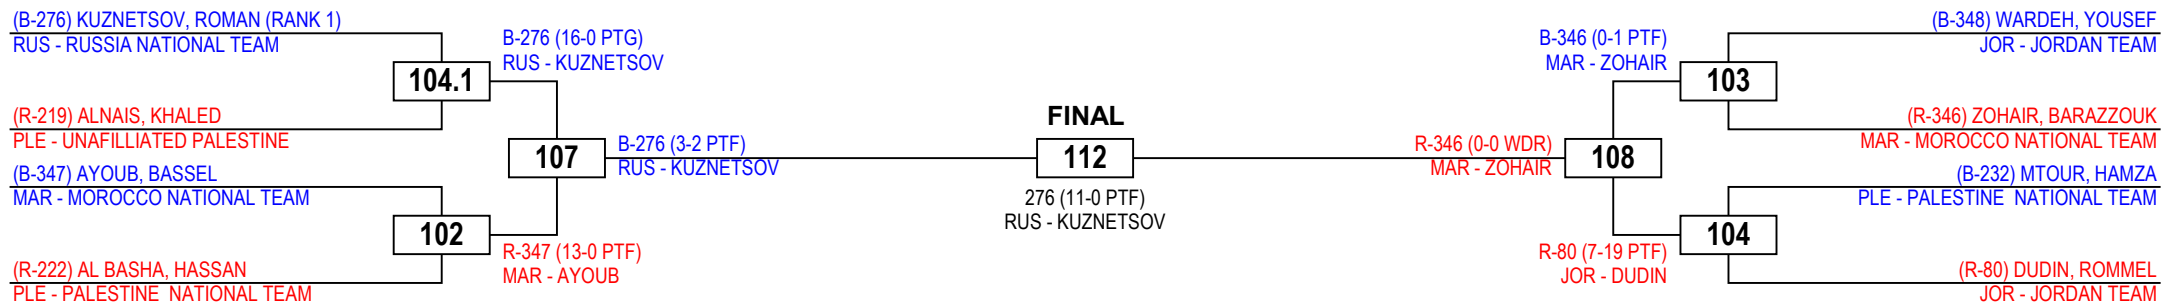 (B-276) KUZNETSOV, ROMAN (RANK 1)
RUS - RUSSIA NATIONAL TEAM
(R-219) ALNAIS, KHALED
PLE - UNAFILLIATED PALESTINE
(B-347) AYOUB, BASSEL
MAR - MOROCCO NATIONAL TEAM
(R-222) AL BASHA, HASSAN
PLE - PALESTINE  NATIONAL TEAM
104.1
102
B-276 (16-0 PTG)
RUS - KUZNETSOV
R-347 (13-0 PTF)
MAR - AYOUB
107
B-276 (3-2 PTF)
RUS - KUZNETSOV
FINAL
112
276 (11-0 PTF)
RUS - KUZNETSOV
R-346 (0-0 WDR)
MAR - ZOHAIR
108
B-346 (0-1 PTF)
MAR - ZOHAIR
R-80 (7-19 PTF)
JOR - DUDIN
103
104
(B-348) WARDEH, YOUSEF
JOR - JORDAN TEAM
(R-346) ZOHAIR, BARAZZOUK
MAR - MOROCCO NATIONAL TEAM
(B-232) MTOUR, HAMZA
PLE - PALESTINE  NATIONAL TEAM
(R-80) DUDIN, ROMMEL
JOR - JORDAN TEAM